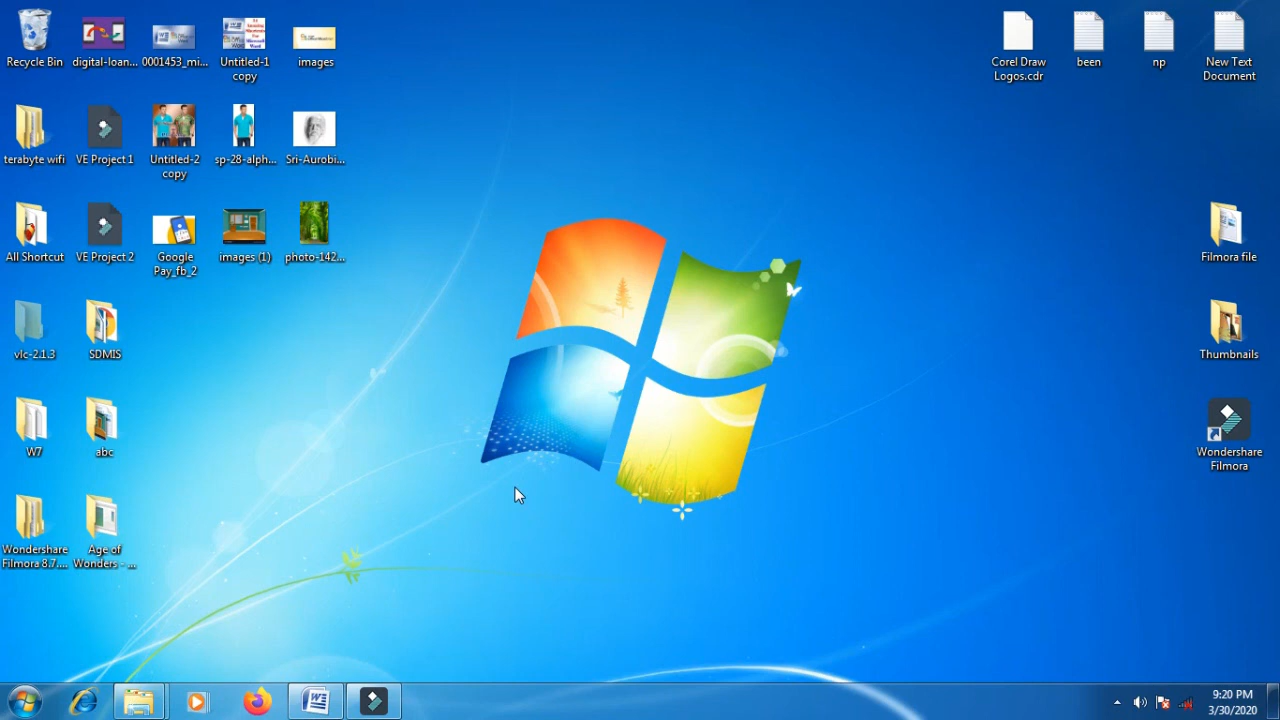 Recycle Bin
digital-loan...
0001453_mi...
Untitled-1
copy
images
Corel Draw
Logos.cdr
been
np
New Text
Document
terabyte wifi
VE Project 1
Untitled-2
copy
sp-28-alph...
Sri-Aurobi...
All Shortcut
VE Project 2
Google
Pay_fb_2
images (1)
photo-142...
Filmora file
vlc-2.1.3
SDMIS
Thumbnails
W7
abc
Wondershare
Filmora
Wondershare
Filmora 8.7....
Age of
Wonders - ...
9:20 PM
3/30/2020